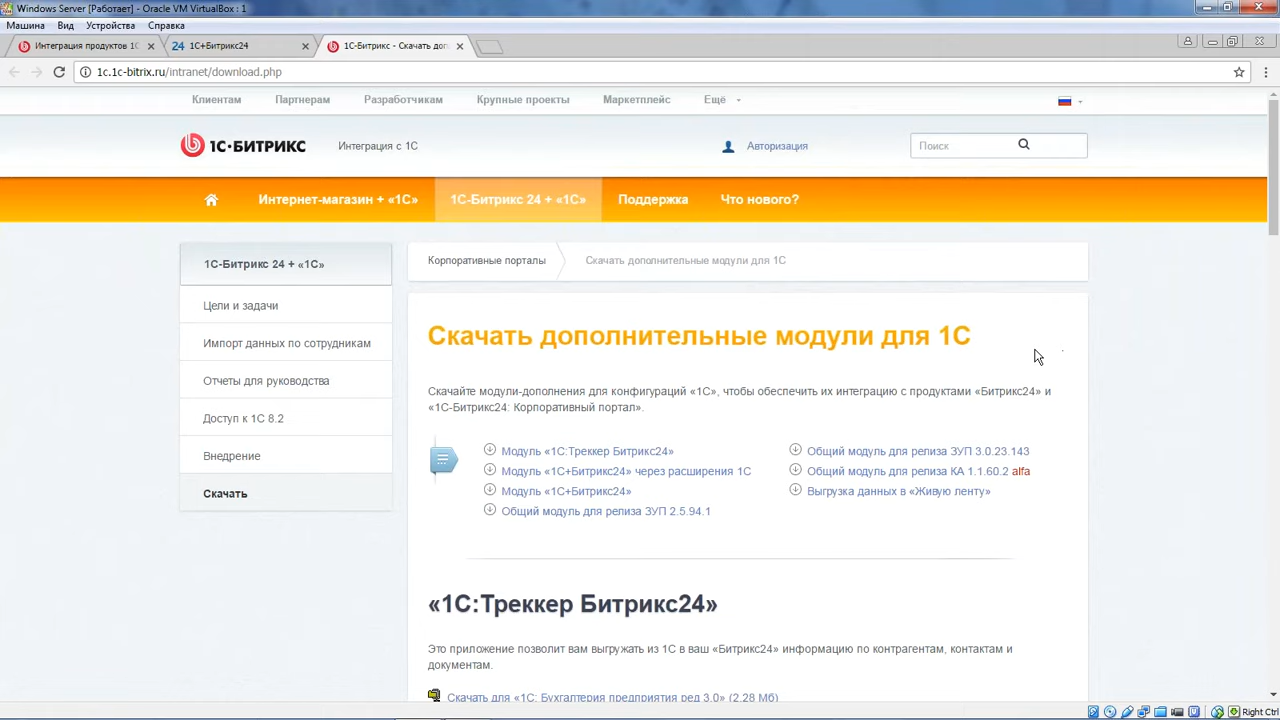 Windows Server [Работает] - Oracle VM VirtualBox : 1
Машина Вид Устройства Справка
Интеграция продуктов 1С
24 1С+Битрикс24
1С-Битрикс - Скачать доп
1c.1c-bitrix.ru/intranet/download.php
Клиентам Партнерам Разработчикам Крупные проекты Маркетплейс Ещё
1С·БИТРИКС Интеграция с 1С Авторизация Поиск
Интернет-магазин + «1С» 1С-Битрикс 24 + «1С» Поддержка Что нового?
1С-Битрикс 24 + «1С»
Цели и задачи
Импорт данных по сотрудникам
Отчеты для руководства
Доступ к 1С 8.2
Внедрение
Скачать
Корпоративные порталы Скачать дополнительные модули для 1С
Скачать дополнительные модули для 1С
Скачайте модули-дополнения для конфигураций «1С», чтобы обеспечить их интеграцию с продуктами «Битрикс24» и
«1С-Битрикс24: Корпоративный портал».
Модуль «1С:Треккер Битрикс24»
Модуль «1С+Битрикс24» через расширения 1С
Модуль «1С+Битрикс24»
Общий модуль для релиза ЗУП 2.5.94.1
Общий модуль для релиза ЗУП 3.0.23.143
Общий модуль для релиза КА 1.1.60.2 alfa
Выгрузка данных в «Живую ленту»
«1С:Треккер Битрикс24»
Это приложение позволит вам выгружать из 1С в ваш «Битрикс24» информацию по контрагентам, контактам и
документам.
Скачать для «1С: Бухгалтерия предприятия ред 3.0» (2.28 Мб)
Right Ctrl